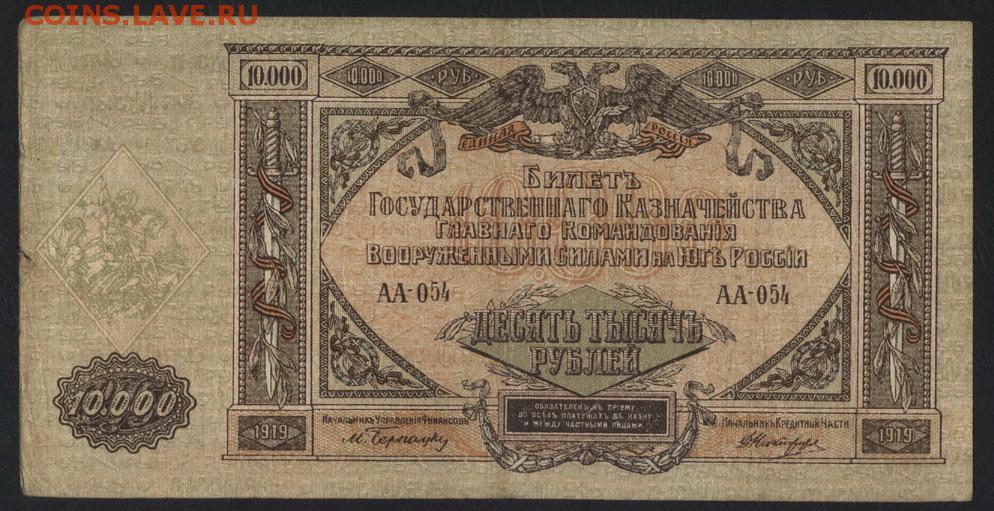 COINS.LAVE.RU
10.000 10.000 РУБ 10.000 РУБ 10.000
ЕДИНАЯ РОССІЯ
БИЛЕТЪ
ГОСУДАРСТВЕННАГО КАЗНАЧЕЙСТВА
ГЛАВНАГО КОМАНДОВАНІЯ
ВООРУЖЕННЫМИ СИЛАМИ НА ЮГѢ РОССІИ
АА-054 АА-054
ДЕСЯТЬ ТЫСЯЧЪ
РУБЛЕЙ
10.000
ОБЯЗАТЕЛЕНЪ КЪ ПРІЕМУ
ВО ВСѢХЪ ПЛАТЕЖАХЪ ВЪ КАЗНУ
И МЕЖДУ ЧАСТНЫМИ ЛИЦАМИ.
НАЧАЛЬНИКЪ УПРАВЛЕНІЯ ФИНАНСОВЪ
НАЧАЛЬНИКЪ КРЕДИТНОЙ ЧАСТИ
1919 1919